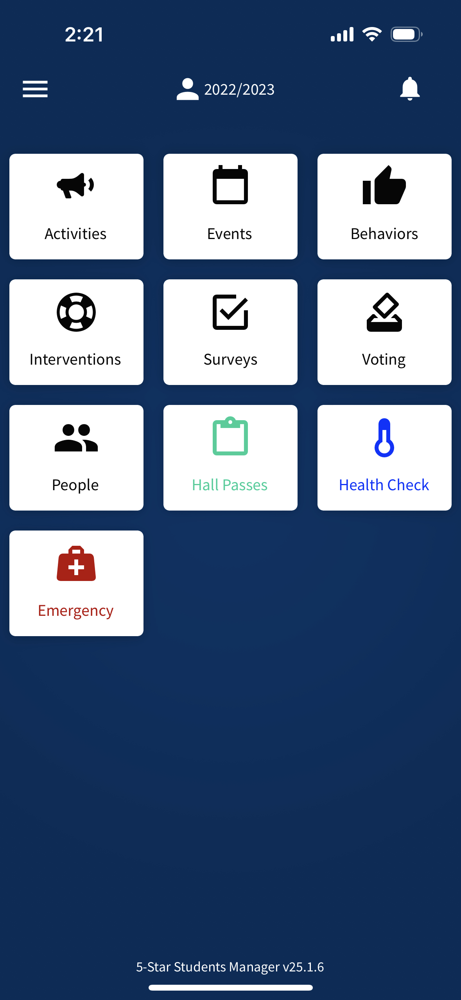 2:21
2022/2023
Activities
Events
Behaviors
Interventions
Surveys
Voting
People
Hall Passes
Health Check
Emergency
5-Star Students Manager v25.1.6